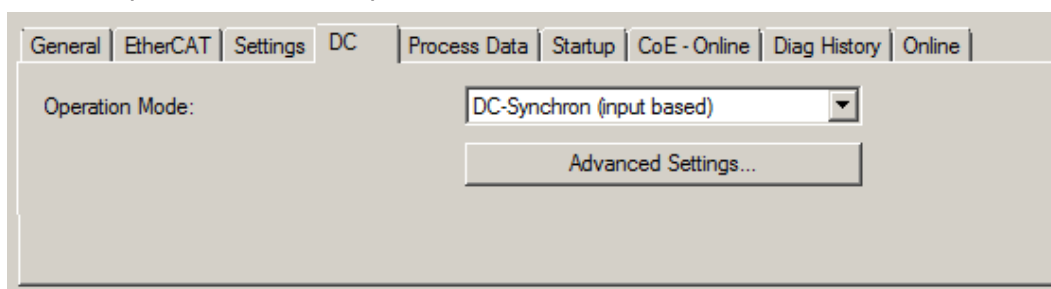 General EtherCAT Settings DC Process Data Startup CoE - Online Diag History Online
Operation Mode: DC-Synchron (input based)
Advanced Settings...